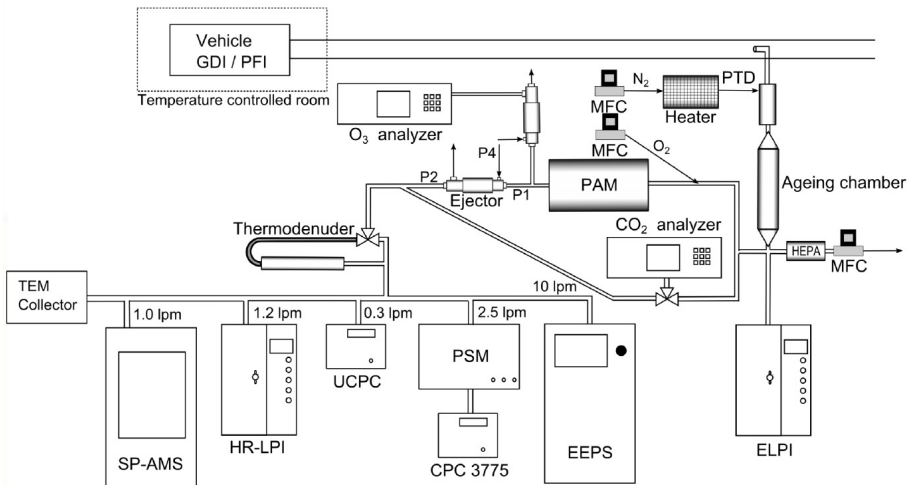 Vehicle
GDI / PFI
Temperature controlled room
O₃ analyzer
MFC
N₂
Heater
PTD
MFC
O₂
P4
P2
Ejector
P1
PAM
Ageing chamber
Thermodenuder
CO₂ analyzer
HEPA
MFC
TEM
Collector
1.0 lpm
1.2 lpm
0.3 lpm
2.5 lpm
10 lpm
SP-AMS
HR-LPI
UCPC
PSM
CPC 3775
EEPS
ELPI